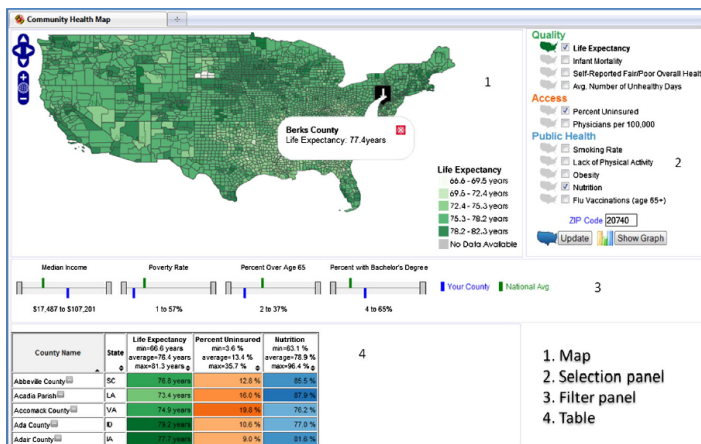 Community Health Map
1
Berks County
Life Expectancy: 77.4years
Life Expectancy
66.6 - 69.5 years
69.5 - 72.4 years
72.4 - 75.3 years
75.3 - 78.2 years
78.2 - 82.3 years
No Data Available
Quality
Life Expectancy
Infant Mortality
Self-Reported Fair/Poor Overall Healt
Avg. Number of Unhealthy Days
Access
Percent Uninsured
Physicians per 100,000
Public Health
Smoking Rate
Lack of Physical Activity
2
Obesity
Nutrition
Flu Vaccinations (age 65+)
ZIP Code 20740
Update Show Graph
Median Income Poverty Rate Percent Over Age 65 Percent with Bachelor's Degree
Your County National Avg 3
$17,487 to $107,201 1 to 57% 2 to 37% 4 to 65%
County Name State
Life Expectancy min=66.6 years average=76.4 years max=81.3 years
Percent Uninsured min=3.6 % average=13.4 % max=35.7 %
Nutrition min=63.1 % average=78.9 % max=96.4 %
4
Abbeville County SC 76.8 years 12.8 % 85.5 %
Acadia Parish LA 73.4 years 16.0 % 87.9 %
Accomack County VA 74.9 years 19.8 % 76.2 %
Ada County ID 79.2 years 10.6 % 77.0 %
Adair County IA 77.7 years 9.0 % 81.6 %
1. Map
2. Selection panel
3. Filter panel
4. Table